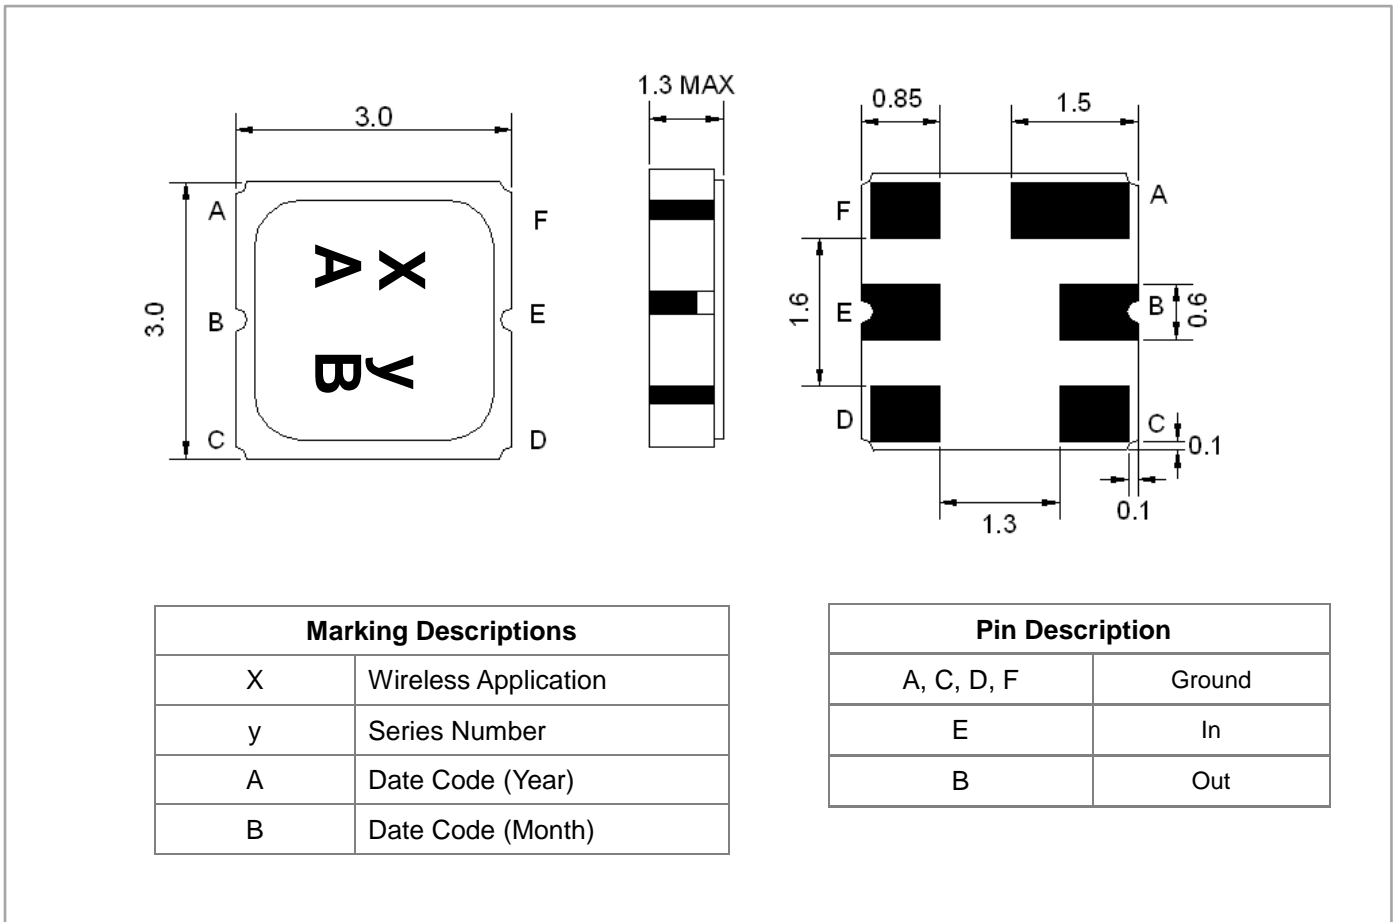 3.0
3.0
A
B
C
F
E
D
X
A
y
B
1.3 MAX
0.85
1.5
F
A
1.6
E
B
0.6
D
C
0.1
0.1
1.3
Marking Descriptions
X Wireless Application
y Series Number
A Date Code (Year)
B Date Code (Month)
Pin Description
A, C, D, F Ground
E In
B Out